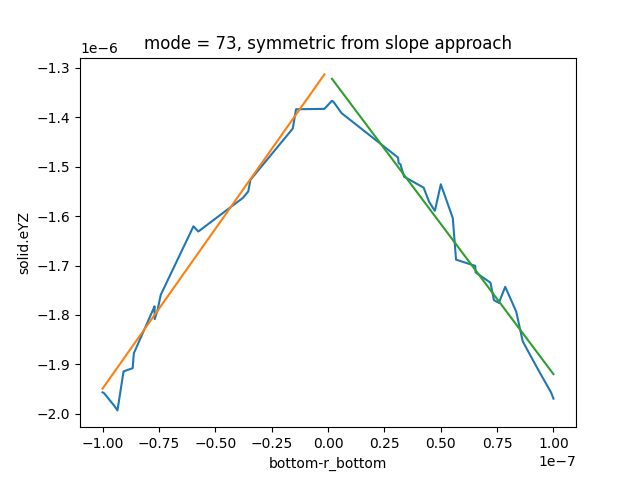 mode = 73, symmetric from slope approach
1e−6
−1.3
−1.4
−1.5
−1.6
−1.7
−1.8
−1.9
−2.0
solid.eYZ
−1.00 −0.75 −0.50 −0.25 0.00 0.25 0.50 0.75 1.00
bottom-r_bottom
1e−7